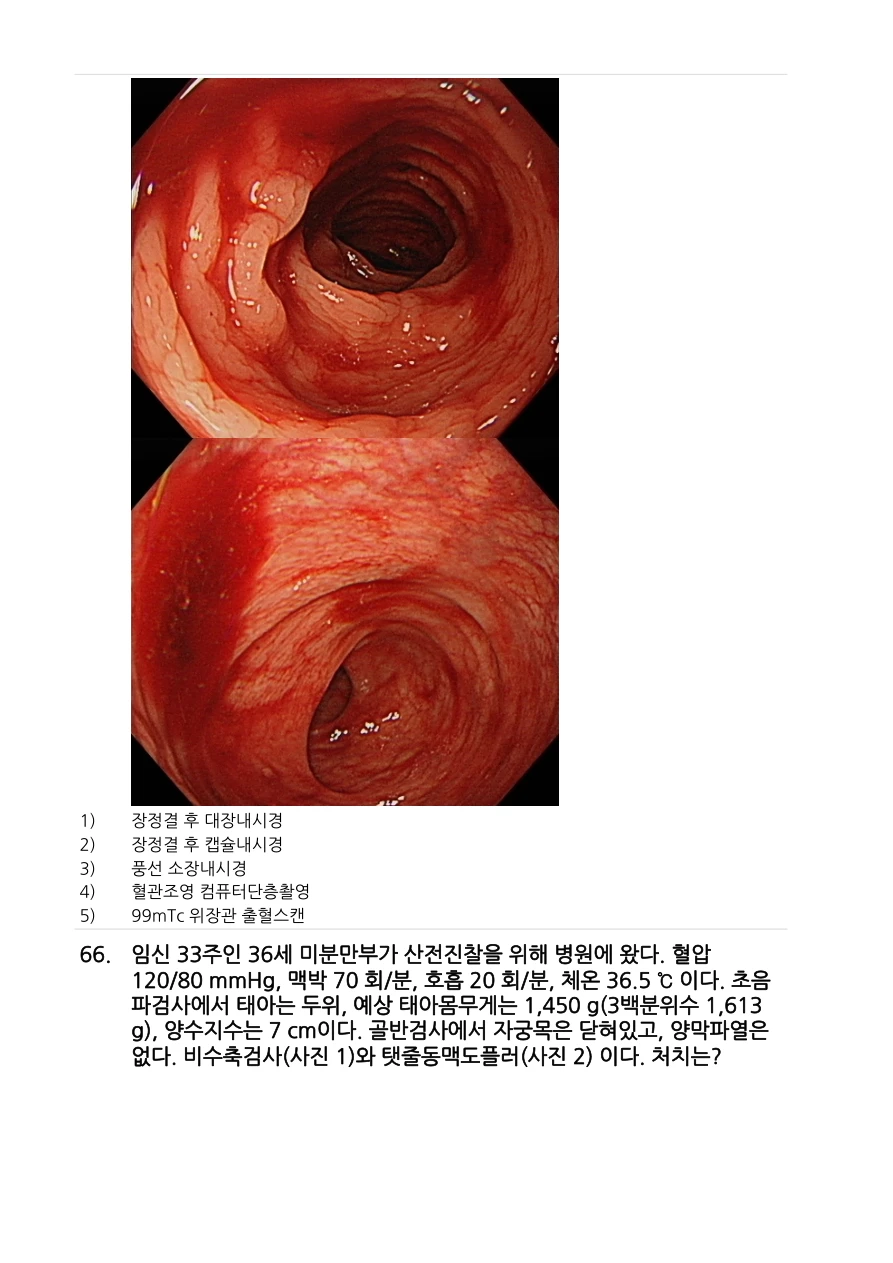 1) 장정결 후 대장내시경
2) 장정결 후 캡슐내시경
3) 풍선 소장내시경
4) 혈관조영 컴퓨터단층촬영
5) 99mTc 위장관 출혈스캔
66. 임신 33주인 36세 미분만부가 산전진찰을 위해 병원에 왔다. 혈압
120/80 mmHg, 맥박 70 회/분, 호흡 20 회/분, 체온 36.5 ℃ 이다. 초음
파검사에서 태아는 두위, 예상 태아몸무게는 1,450 g(3백분위수 1,613
g), 양수지수는 7 cm이다. 골반검사에서 자궁목은 닫혀있고, 양막파열은
없다. 비수축검사(사진 1)와 탯줄동맥도플러(사진 2) 이다. 처치는?